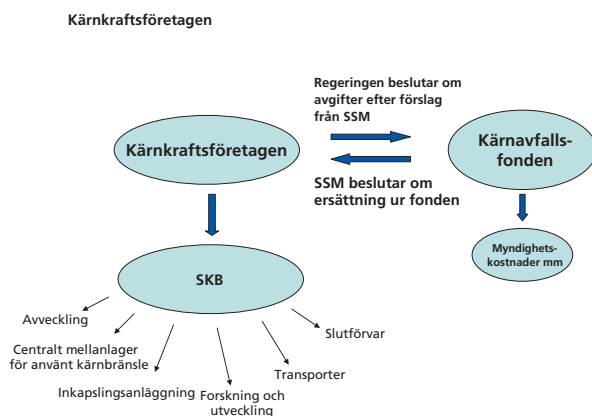 Kärnkraftsföretagen
Regeringen beslutar om
avgifter efter förslag
från SSM
Kärnkraftsföretagen
Kärnavfalls-
fonden
SSM beslutar om
ersättning ur fonden
Myndighets-
kostnader mm
SKB
Avveckling
Slutförvar
Centralt mellanlager
för använt kärnbränsle
Transporter
Inkapslingsanläggning
Forskning och
utveckling